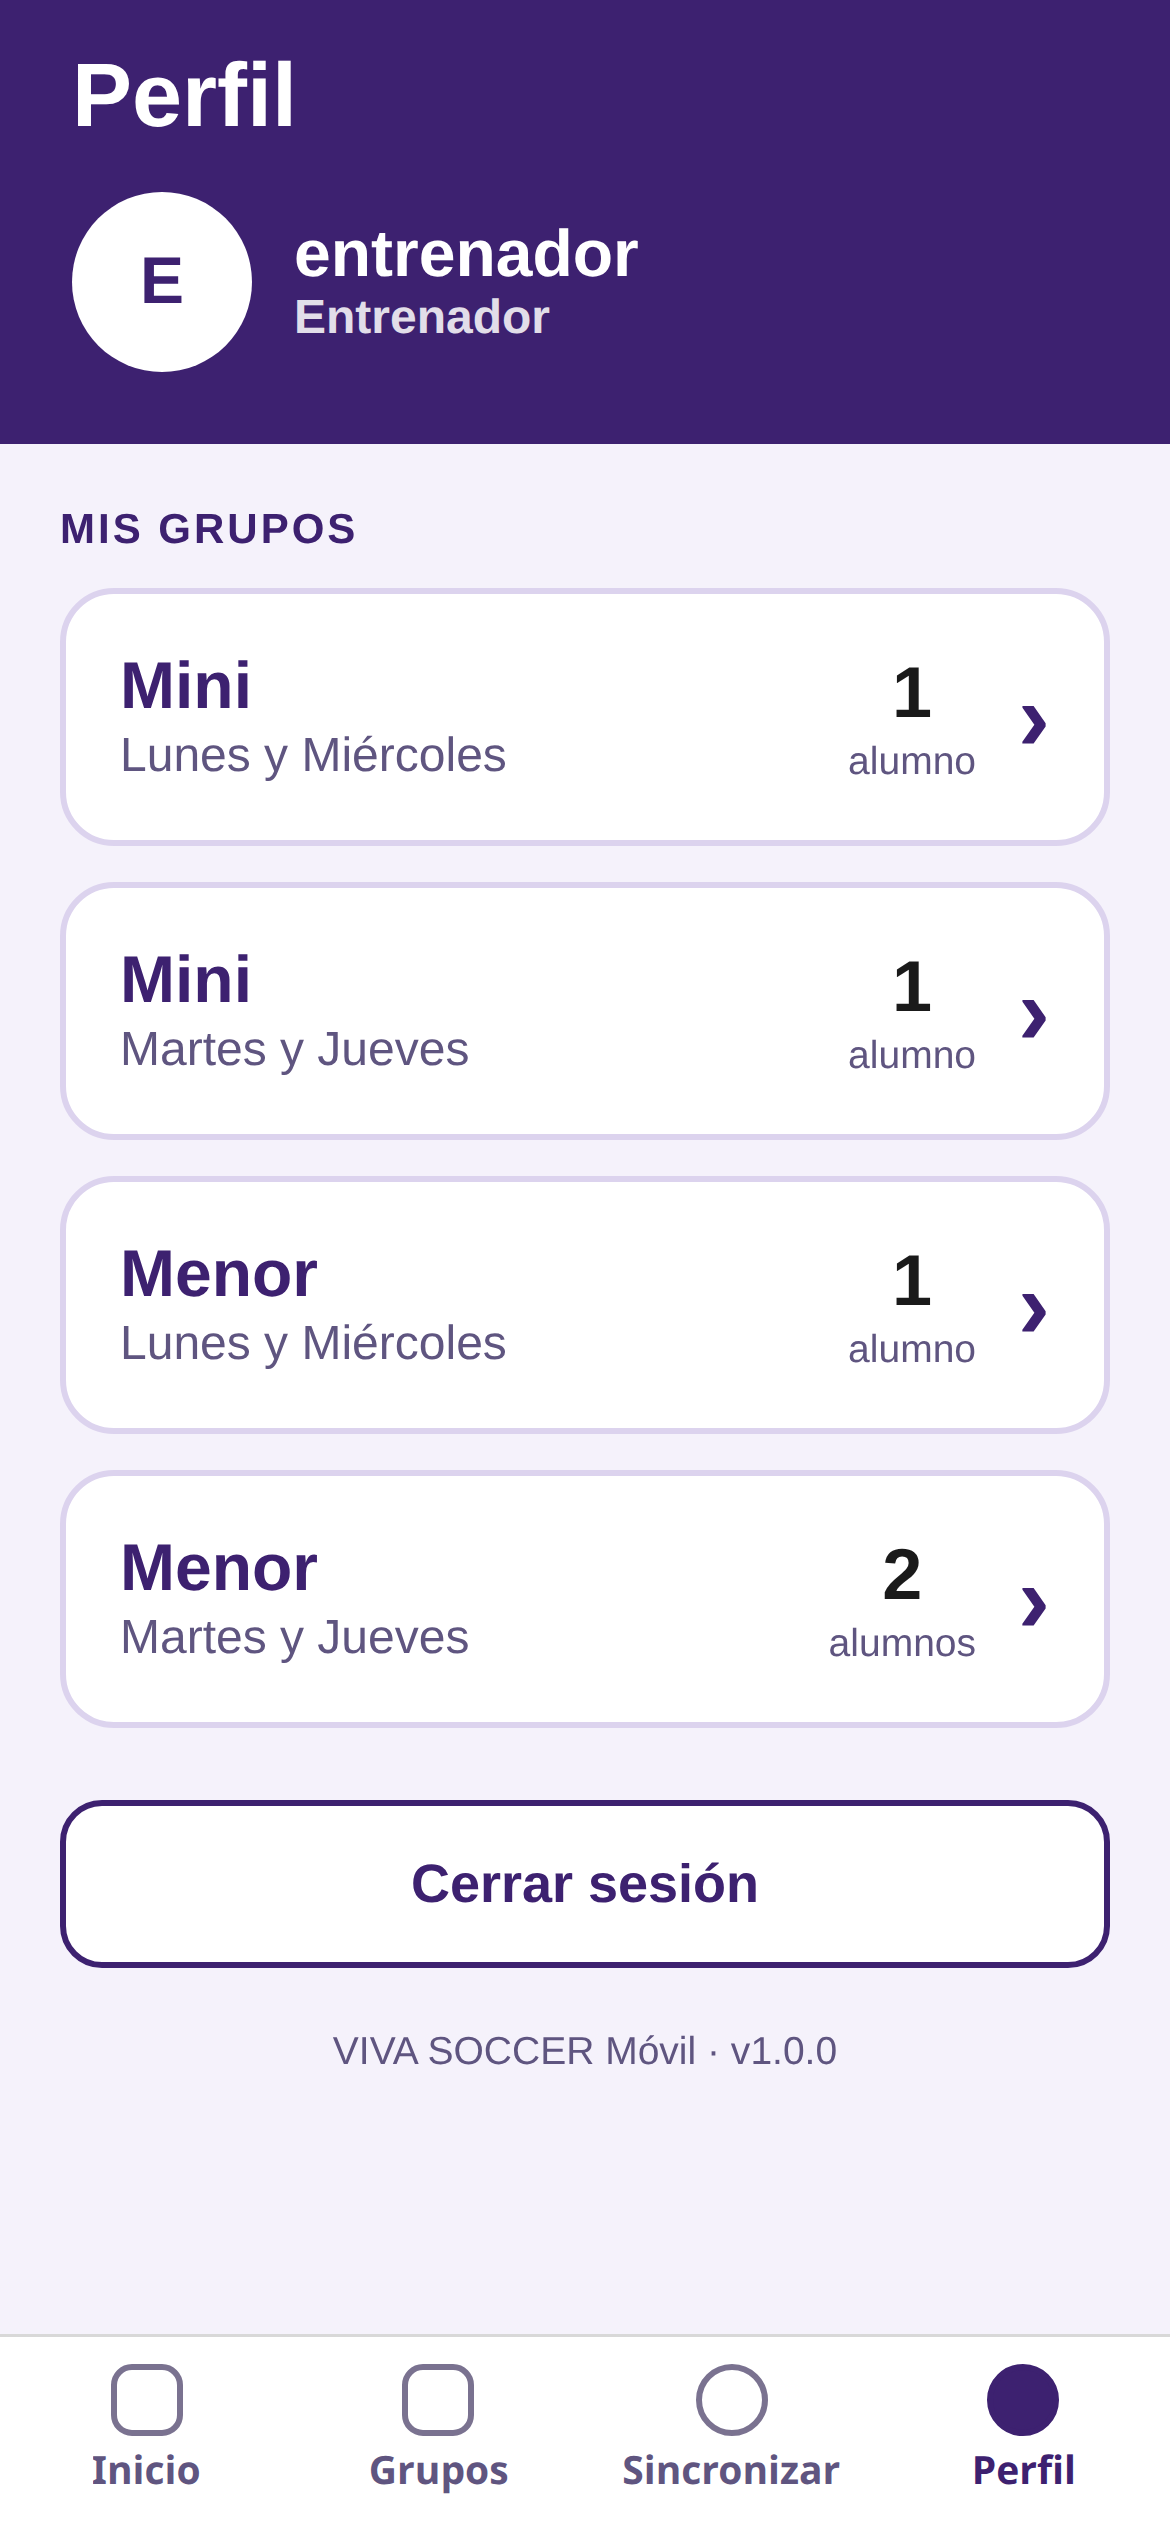 Perfil
E
entrenador
Entrenador
MIS GRUPOS
Mini
Lunes y Miércoles
1
alumno
›
Mini
Martes y Jueves
1
alumno
›
Menor
Lunes y Miércoles
1
alumno
›
Menor
Martes y Jueves
2
alumnos
›
Cerrar sesión
VIVA SOCCER Móvil · v1.0.0
Inicio
Grupos
Sincronizar
Perfil